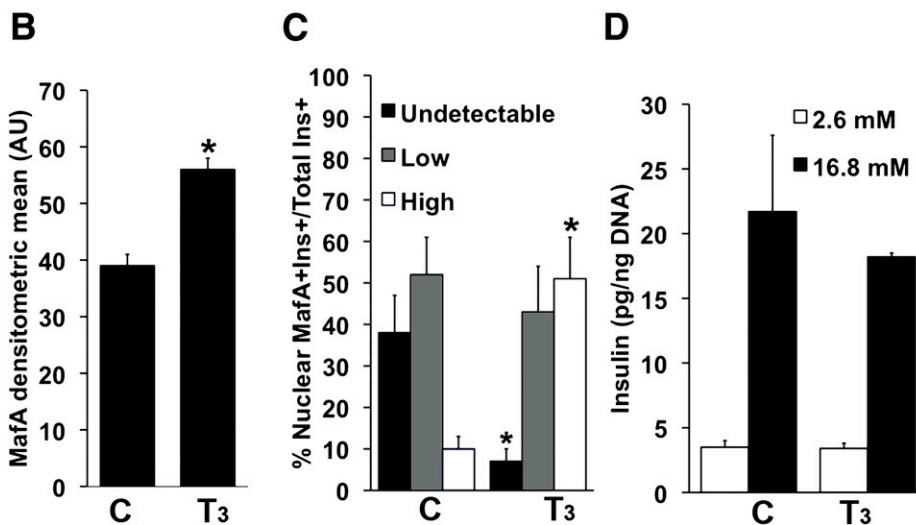 B
MafA densitometric mean (AU)
70
60
50
40
30
20
10
0
*
C T3
C
% Nuclear MafA+Ins+/Total Ins+
100
90
80
70
60
50
40
30
20
10
0
Undetectable
Low
High
*
*
C T3
D
Insulin (pg/ng DNA)
30
25
20
15
10
5
0
2.6 mM
16.8 mM
C T3